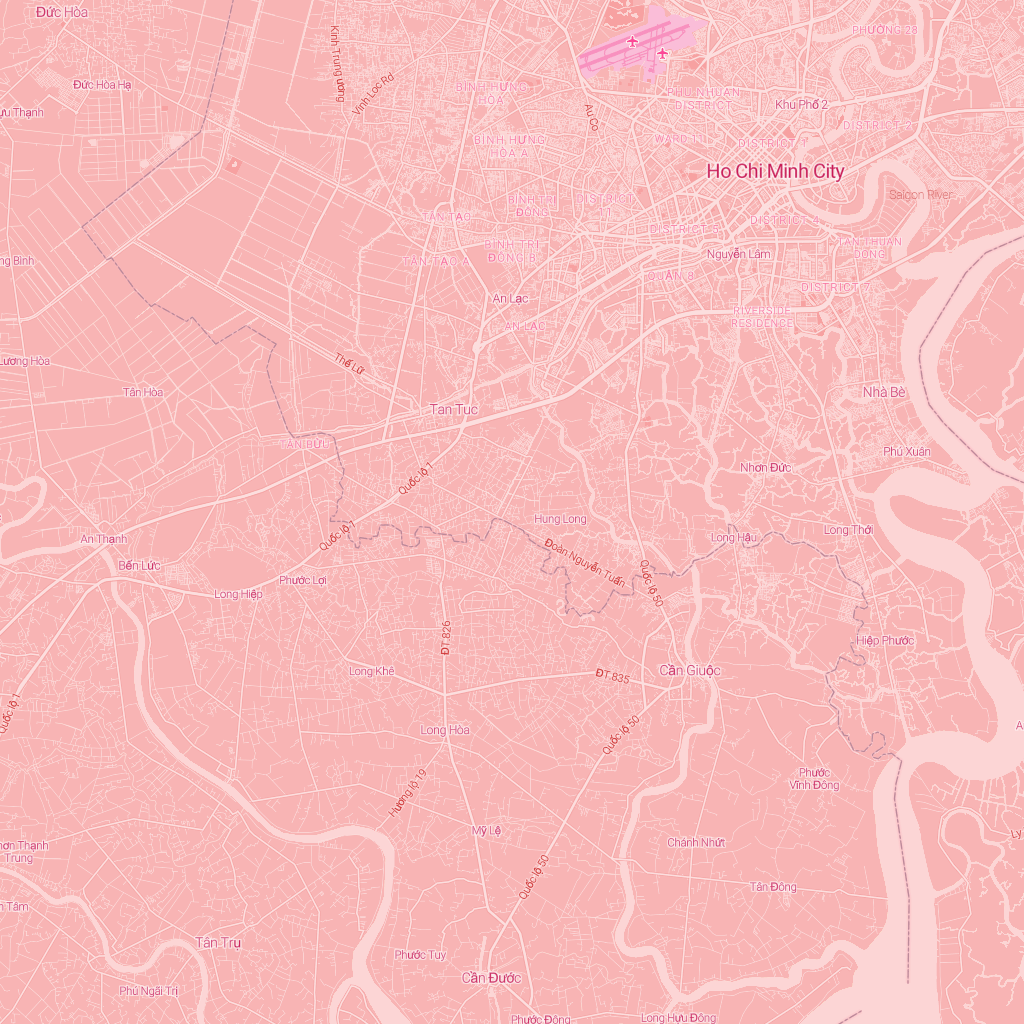 Đức Hòa
PHƯỜNG 28
Kinh Trung ương
Vinh Loc Rd
Đức Hòa Hạ
BÌNH HƯNG
HÒA
PHU NHUAN
DISTRICT
Khu Phố 2
Au Co
DISTRICT 2
WARD 11
DISTRICT 1
BÌNH HƯNG
HÒA A
Ho Chi Minh City
Saigon River
BÌNH TRỊ
ĐÔNG
DISTRICT
11
TÂN TẠO
DISTRICT 4
DISTRICT 5
TÂN THUẬN
ĐÔNG
BÌNH TRỊ
ĐÔNG B
TÂN TẠO A
Nguyễn Lâm
QUẬN 8
DISTRICT 7
An Lạc
AN LẠC
RIVERSIDE
RESIDENCE
Lương Hòa
Thế Lữ
Tân Hòa
Nhà Bè
Tan Tuc
TÂN BỬU
Phú Xuân
Nhơn Đức
Quốc lộ 1
Hưng Long
Quốc lộ 1
Long Thới
An Thạnh
Long Hậu
Đoàn Nguyễn Tuấn
Bến Lức
Phước Lợi
Quốc lộ 50
Long Hiệp
ĐT.826
Hiệp Phước
Long Khê
Cần Giuộc
ĐT.835
Quốc lộ 1
Long Hòa
Quốc lộ 50
Phước
Vĩnh Đông
Hương lộ 19
Mỹ Lệ
Chánh Nhứt
Trung
Quốc lộ 50
Tân Đông
Tân Trụ
Phước Tuy
Cần Đước
Phú Ngãi Trị
Phước Đông
Long Hựu Đông